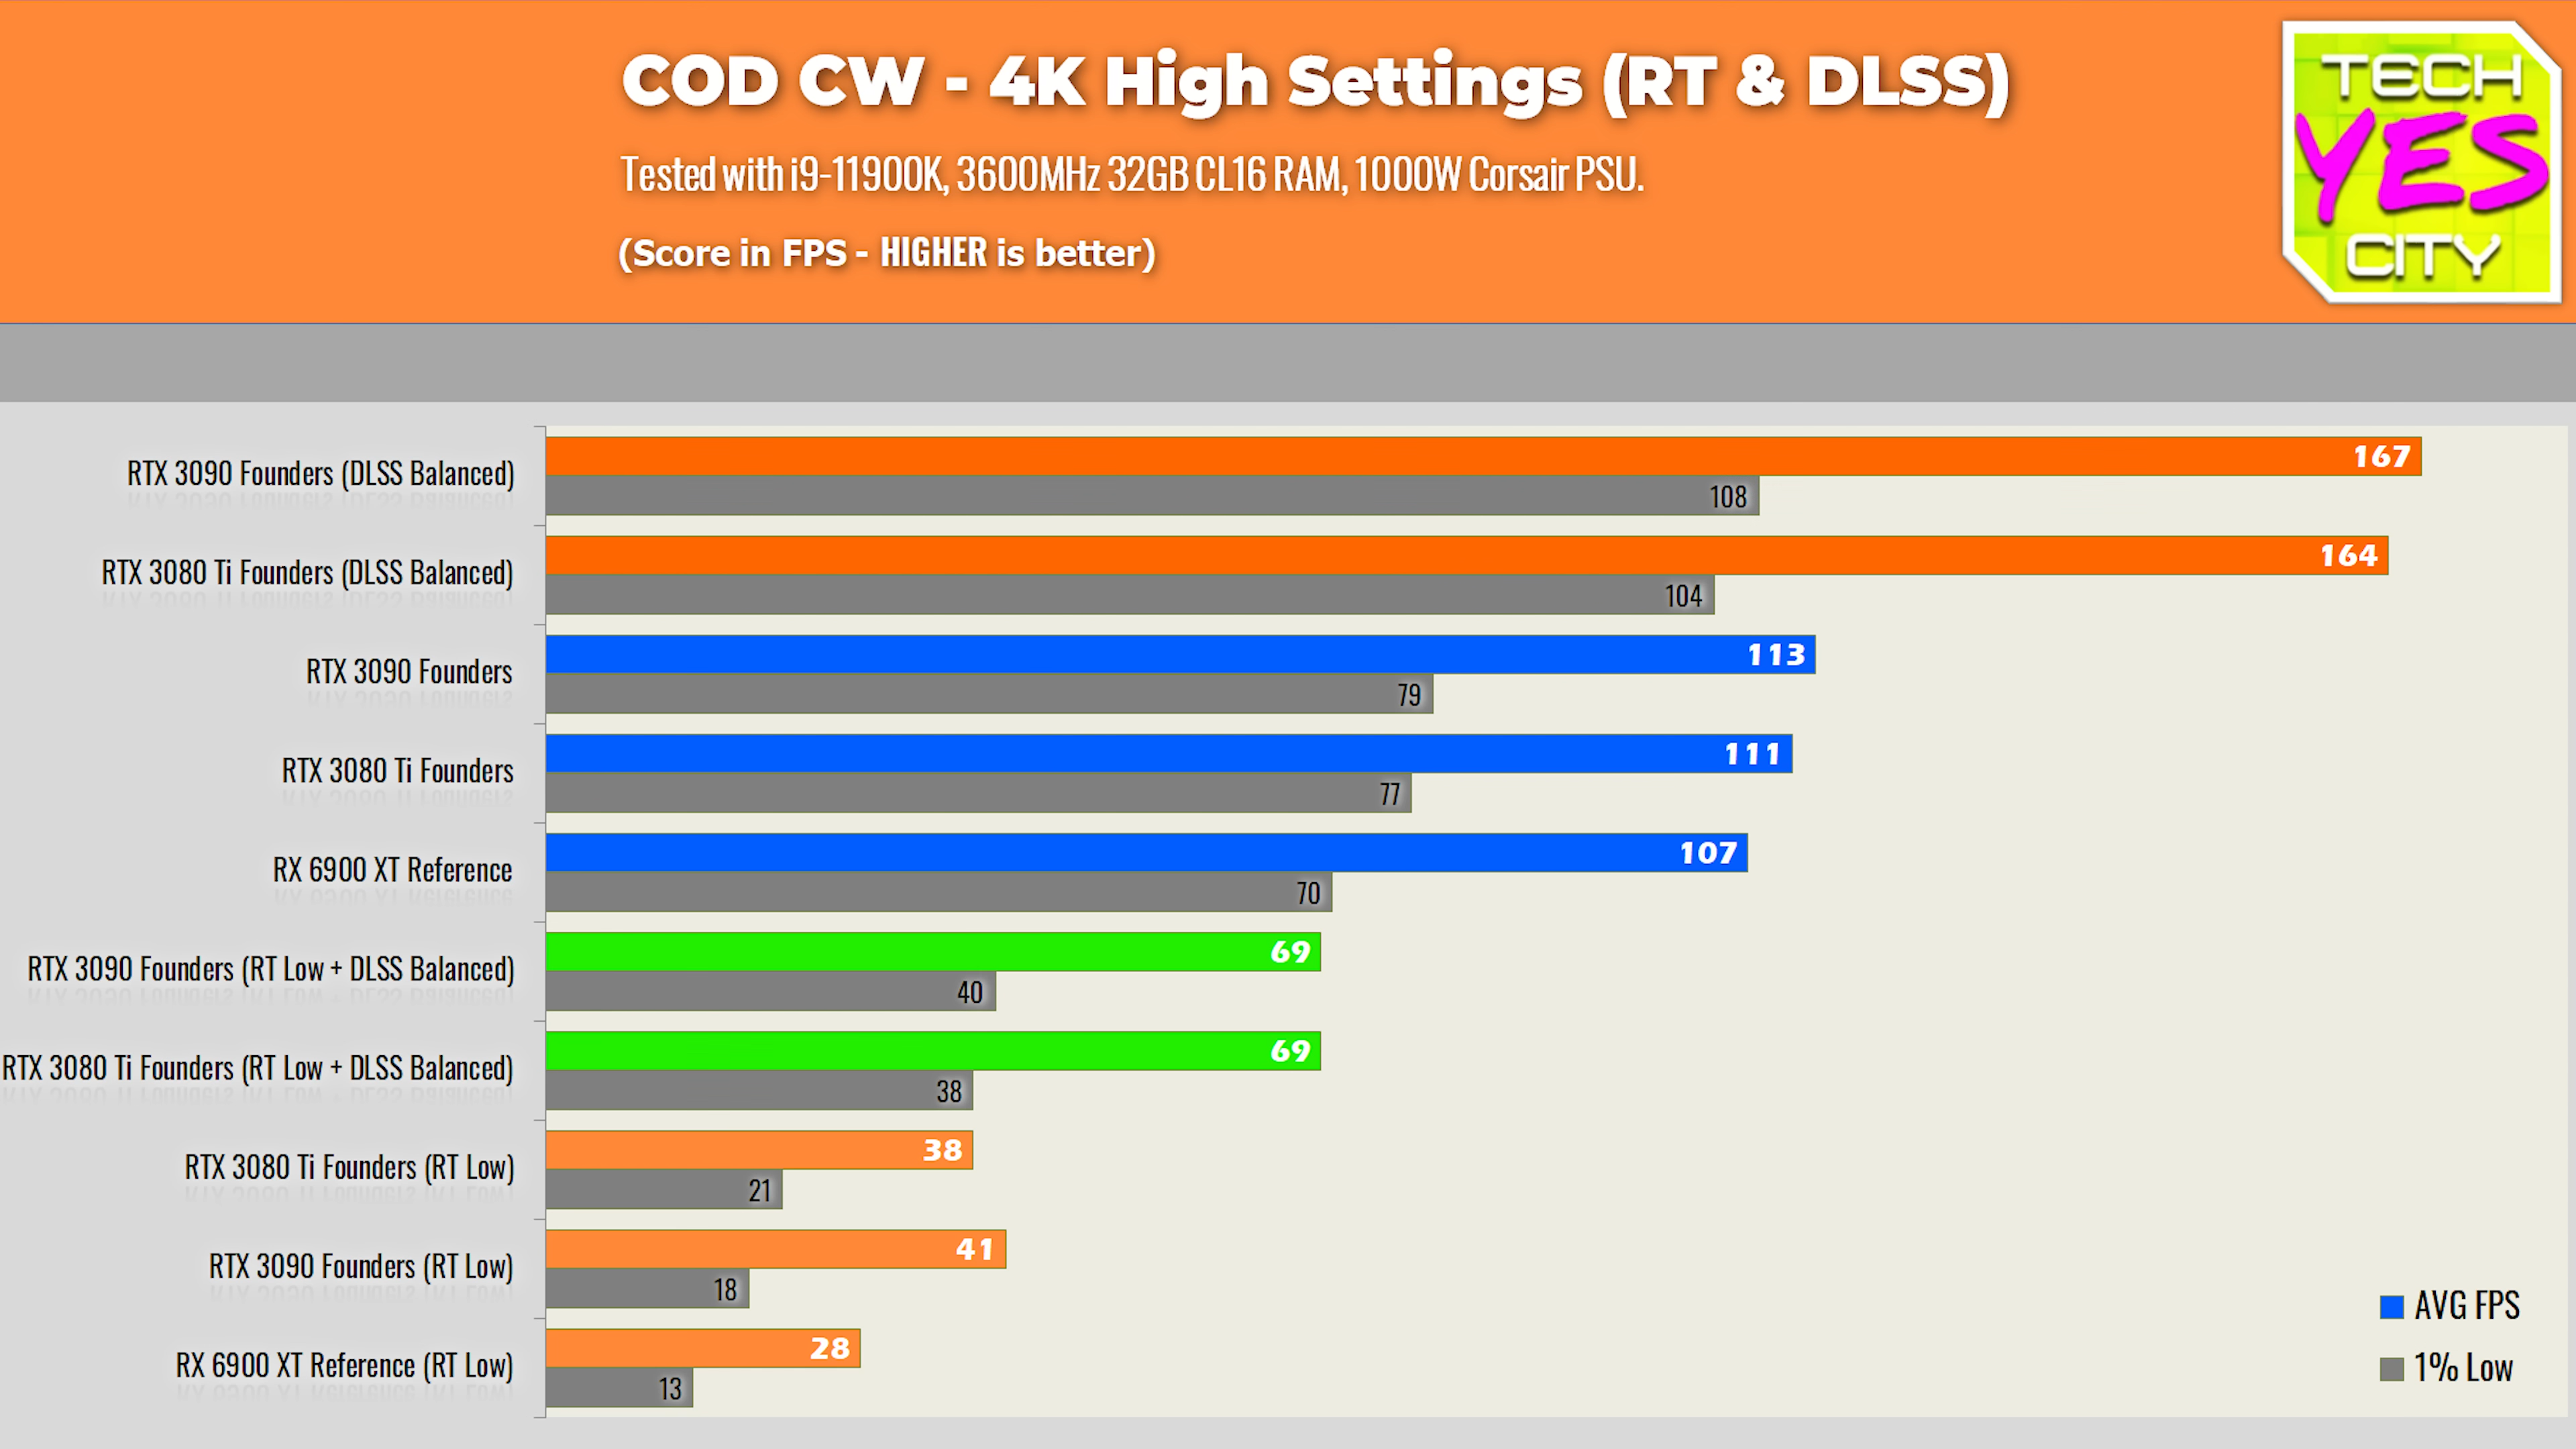 COD CW - 4K High Settings (RT & DLSS)
Tested with i9-11900K, 3600MHz 32GB CL16 RAM, 1000W Corsair PSU.
(Score in FPS - HIGHER is better)
TECH
YES
CITY
RTX 3090 Founders (DLSS Balanced)
167
108
RTX 3080 Ti Founders (DLSS Balanced)
164
104
RTX 3090 Founders
113
79
RTX 3080 Ti Founders
111
77
RX 6900 XT Reference
107
70
RTX 3090 Founders (RT Low + DLSS Balanced)
69
40
RTX 3080 Ti Founders (RT Low + DLSS Balanced)
69
38
RTX 3080 Ti Founders (RT Low)
38
21
RTX 3090 Founders (RT Low)
41
18
RX 6900 XT Reference (RT Low)
28
13
AVG FPS
1% Low